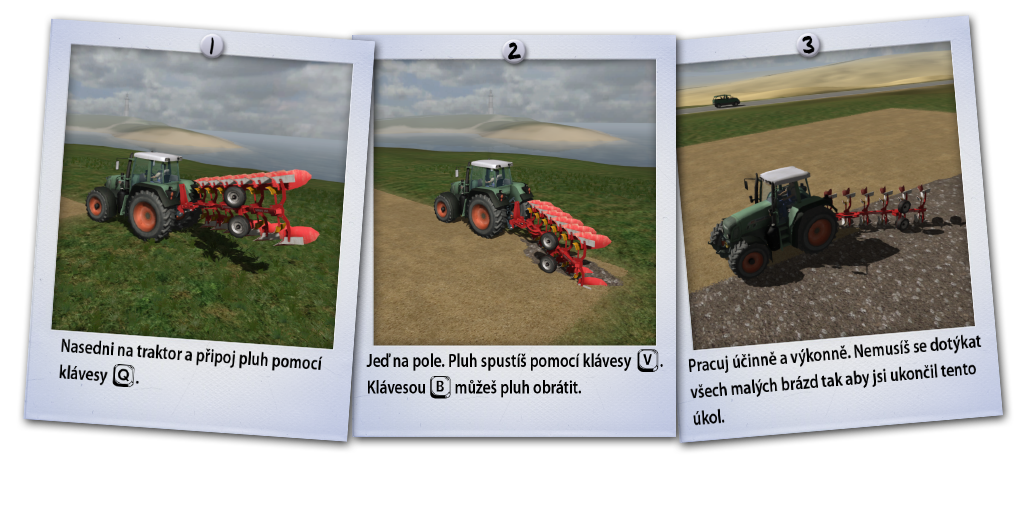 1
Nasedni na traktor a připoj pluh pomocí
klávesy Q.
2
Jeď na pole. Pluh spustíš pomocí klávesy V.
Klávesou B můžeš pluh obrátit.
3
Pracuj účinně a výkonně. Nemusíš se dotýkat
všech malých brázd tak aby jsi ukončil tento
úkol.